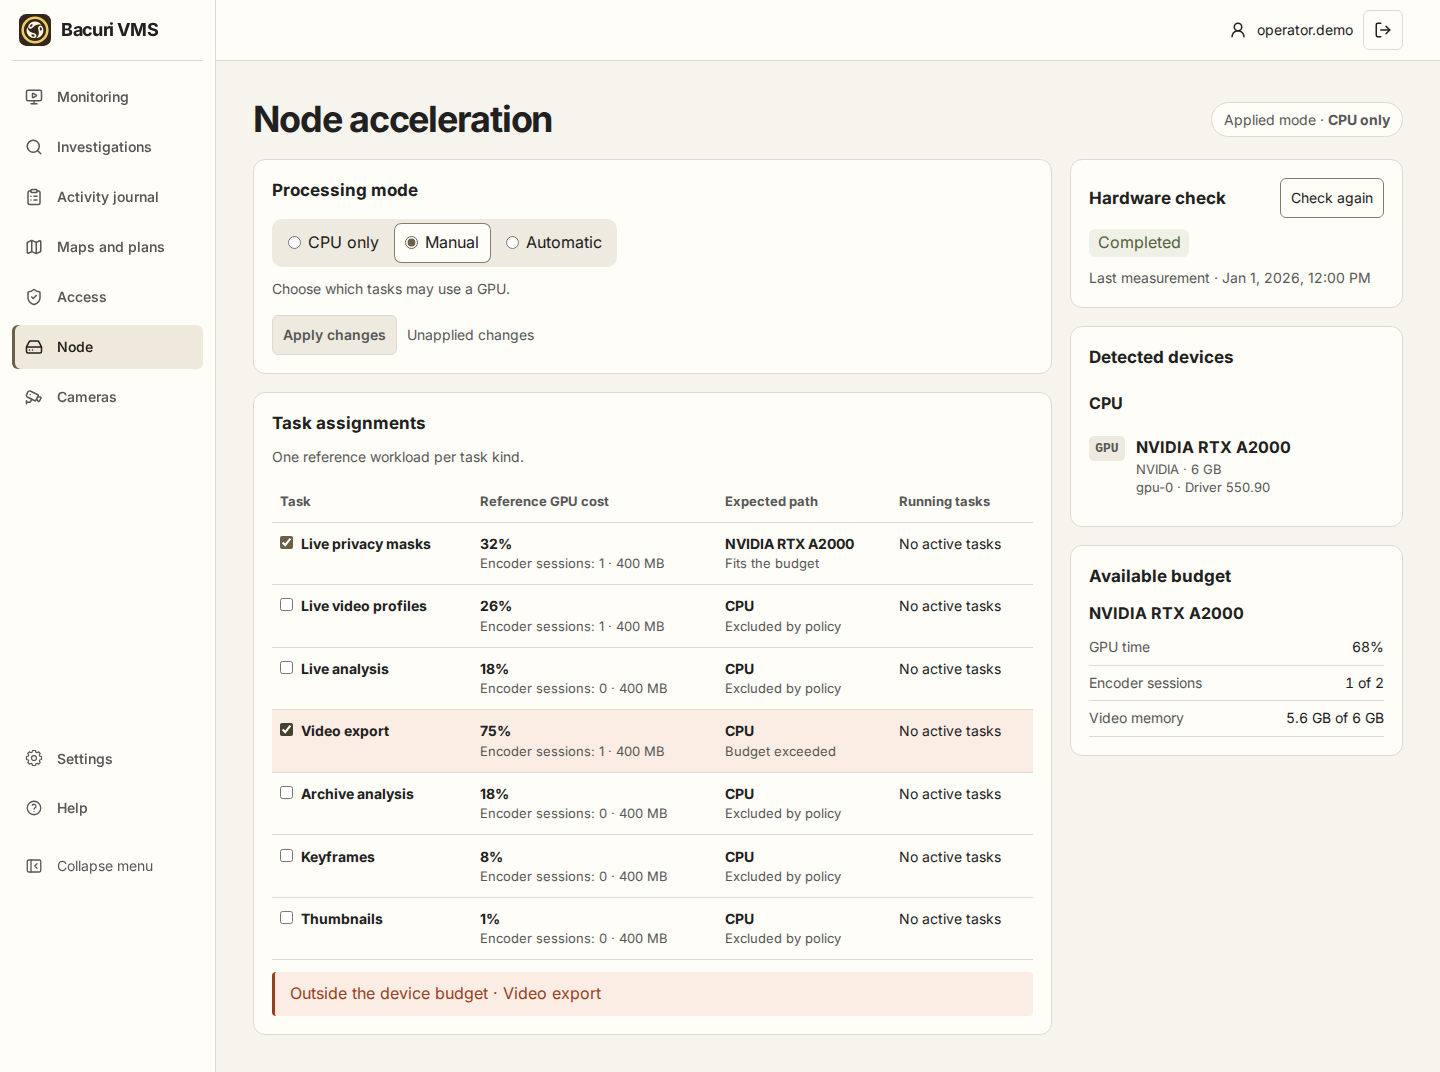 Bacuri VMS
operator.demo
Monitoring
Investigations
Activity journal
Maps and plans
Access
Node
Cameras
Settings
Help
Collapse menu
Node acceleration
Applied mode · CPU only
Processing mode
CPU only
Manual
Automatic
Choose which tasks may use a GPU.
Apply changes
Unapplied changes
Task assignments
One reference workload per task kind.
Task Reference GPU cost Expected path Running tasks
Live privacy masks 32% NVIDIA RTX A2000 No active tasks
Encoder sessions: 1 · 400 MB Fits the budget
Live video profiles 26% CPU No active tasks
Encoder sessions: 1 · 400 MB Excluded by policy
Live analysis 18% CPU No active tasks
Encoder sessions: 0 · 400 MB Excluded by policy
Video export 75% CPU No active tasks
Encoder sessions: 1 · 400 MB Budget exceeded
Archive analysis 18% CPU No active tasks
Encoder sessions: 0 · 400 MB Excluded by policy
Keyframes 8% CPU No active tasks
Encoder sessions: 0 · 400 MB Excluded by policy
Thumbnails 1% CPU No active tasks
Encoder sessions: 0 · 400 MB Excluded by policy
Outside the device budget · Video export
Hardware check
Check again
Completed
Last measurement · Jan 1, 2026, 12:00 PM
Detected devices
CPU
GPU NVIDIA RTX A2000
NVIDIA · 6 GB
gpu-0 · Driver 550.90
Available budget
NVIDIA RTX A2000
GPU time 68%
Encoder sessions 1 of 2
Video memory 5.6 GB of 6 GB